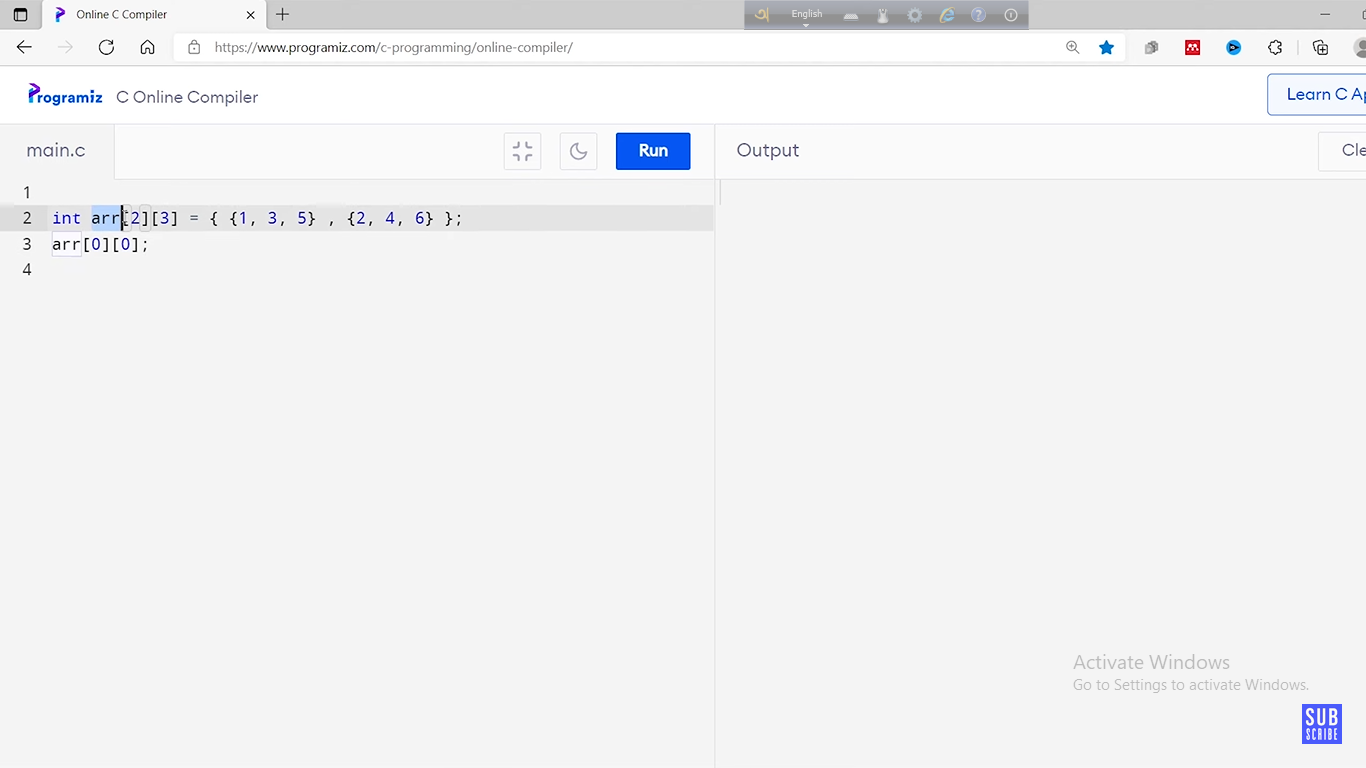 Online C Compiler
অ English
https://www.programiz.com/c-programming/online-compiler/
Programiz C Online Compiler
Learn C Ap
main.c
Run
Output
Cle
1
2 int arr[2][3] = { {1, 3, 5} , {2, 4, 6} };
3 arr[0][0];
4
Activate Windows
Go to Settings to activate Windows.
SUB
SCRIBE